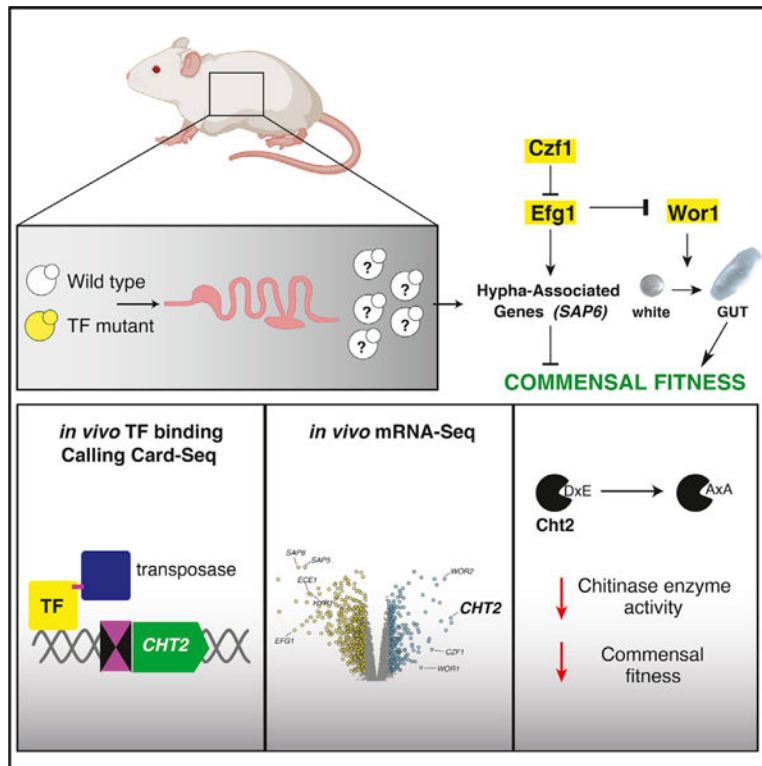 Wild type
TF mutant
?
?
?
?
?
Czf1
Efg1
Wor1
Hypha-Associated
Genes (SAP6)
white
GUT
COMMENSAL FITNESS
in vivo TF binding
Calling Card-Seq
transposase
TF
CHT2
in vivo mRNA-Seq
SAP6
SAP5
ECE1
HYR1
EFG1
WOR2
CHT2
CZF1
WOR1
DxE
AxA
Cht2
Chitinase enzyme
activity
Commensal
fitness